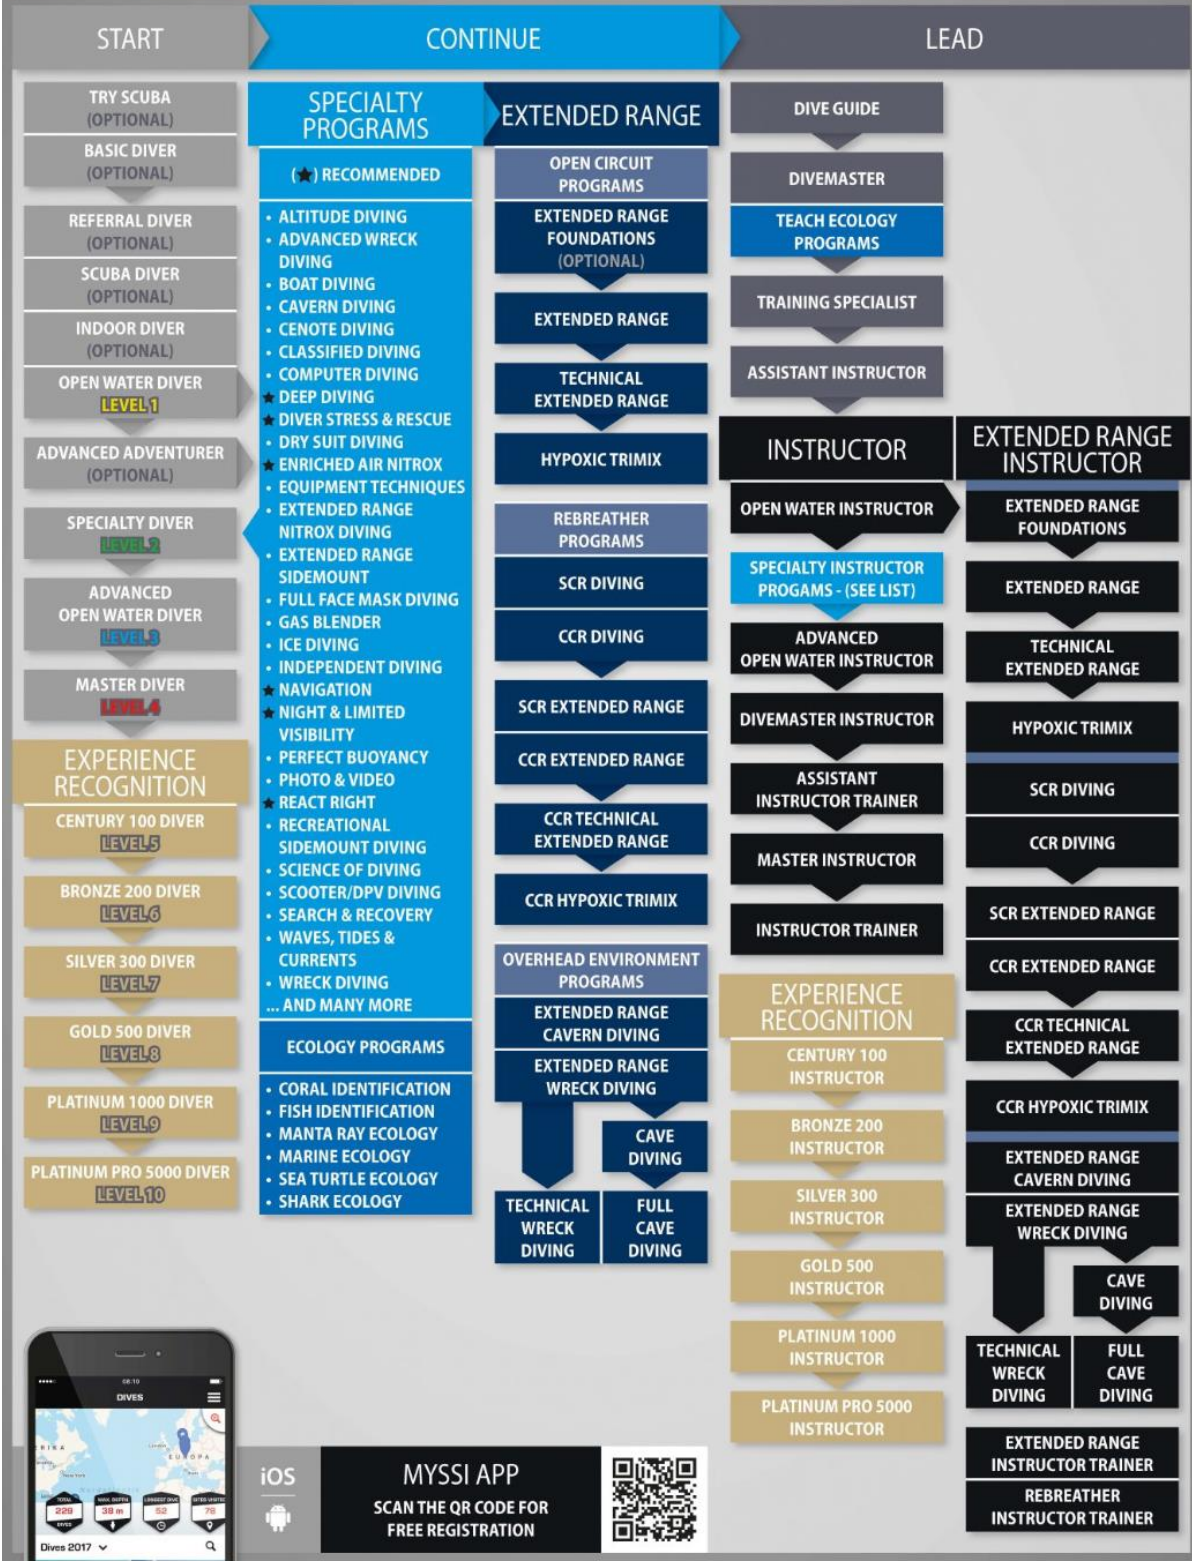 START
CONTINUE
LEAD
TRY SCUBA
(OPTIONAL)
BASIC DIVER
(OPTIONAL)
REFERRAL DIVER
(OPTIONAL)
SCUBA DIVER
(OPTIONAL)
INDOOR DIVER
(OPTIONAL)
OPEN WATER DIVER
LEVEL 1
ADVANCED ADVENTURER
(OPTIONAL)
SPECIALTY DIVER
LEVEL 2
ADVANCED
OPEN WATER DIVER
LEVEL 3
MASTER DIVER
LEVEL 4
EXPERIENCE
RECOGNITION
CENTURY 100 DIVER
LEVEL 5
BRONZE 200 DIVER
LEVEL 6
SILVER 300 DIVER
LEVEL 7
GOLD 500 DIVER
LEVEL 8
PLATINUM 1000 DIVER
LEVEL 9
PLATINUM PRO 5000 DIVER
LEVEL 10
SPECIALTY
PROGRAMS
(★) RECOMMENDED
• ALTITUDE DIVING
• ADVANCED WRECK
DIVING
• BOAT DIVING
• CAVERN DIVING
• CENOTE DIVING
• CLASSIFIED DIVING
• COMPUTER DIVING
★ DEEP DIVING
★ DIVER STRESS & RESCUE
• DRY SUIT DIVING
★ ENRICHED AIR NITROX
• EQUIPMENT TECHNIQUES
• EXTENDED RANGE
NITROX DIVING
• EXTENDED RANGE
SIDEMOUNT
• FULL FACE MASK DIVING
• GAS BLENDER
• ICE DIVING
• INDEPENDENT DIVING
★ NAVIGATION
★ NIGHT & LIMITED
VISIBILITY
• PERFECT BUOYANCY
• PHOTO & VIDEO
★ REACT RIGHT
• RECREATIONAL
SIDEMOUNT DIVING
• SCIENCE OF DIVING
• SCOOTER/DPV DIVING
• SEARCH & RECOVERY
• WAVES, TIDES &
CURRENTS
• WRECK DIVING
... AND MANY MORE
ECOLOGY PROGRAMS
• CORAL IDENTIFICATION
• FISH IDENTIFICATION
• MANTA RAY ECOLOGY
• MARINE ECOLOGY
• SEA TURTLE ECOLOGY
• SHARK ECOLOGY
EXTENDED RANGE
OPEN CIRCUIT
PROGRAMS
EXTENDED RANGE
FOUNDATIONS
(OPTIONAL)
EXTENDED RANGE
TECHNICAL
EXTENDED RANGE
HYPOXIC TRIMIX
REBREATHER
PROGRAMS
SCR DIVING
CCR DIVING
SCR EXTENDED RANGE
CCR EXTENDED RANGE
CCR TECHNICAL
EXTENDED RANGE
CCR HYPOXIC TRIMIX
OVERHEAD ENVIRONMENT
PROGRAMS
EXTENDED RANGE
CAVERN DIVING
EXTENDED RANGE
WRECK DIVING
CAVE
DIVING
TECHNICAL
WRECK
DIVING
FULL
CAVE
DIVING
DIVE GUIDE
DIVEMASTER
TEACH ECOLOGY
PROGRAMS
TRAINING SPECIALIST
ASSISTANT INSTRUCTOR
INSTRUCTOR
OPEN WATER INSTRUCTOR
SPECIALTY INSTRUCTOR
PROGAMS - (SEE LIST)
ADVANCED
OPEN WATER INSTRUCTOR
DIVEMASTER INSTRUCTOR
ASSISTANT
INSTRUCTOR TRAINER
MASTER INSTRUCTOR
INSTRUCTOR TRAINER
EXPERIENCE
RECOGNITION
CENTURY 100
INSTRUCTOR
BRONZE 200
INSTRUCTOR
SILVER 300
INSTRUCTOR
GOLD 500
INSTRUCTOR
PLATINUM 1000
INSTRUCTOR
PLATINUM PRO 5000
INSTRUCTOR
EXTENDED RANGE
INSTRUCTOR
EXTENDED RANGE
FOUNDATIONS
EXTENDED RANGE
TECHNICAL
EXTENDED RANGE
HYPOXIC TRIMIX
SCR DIVING
CCR DIVING
SCR EXTENDED RANGE
CCR EXTENDED RANGE
CCR TECHNICAL
EXTENDED RANGE
CCR HYPOXIC TRIMIX
EXTENDED RANGE
CAVERN DIVING
EXTENDED RANGE
WRECK DIVING
CAVE
DIVING
TECHNICAL
WRECK
DIVING
FULL
CAVE
DIVING
EXTENDED RANGE
INSTRUCTOR TRAINER
REBREATHER
INSTRUCTOR TRAINER
08:10
DIVES
EUROPA
TOTAL
229
DIVES
MAX. DEPTH
38 m
LONGEST DIVE
52
SITES VISITED
78
Dives 2017
iOS
MYSSI APP
SCAN THE QR CODE FOR
FREE REGISTRATION